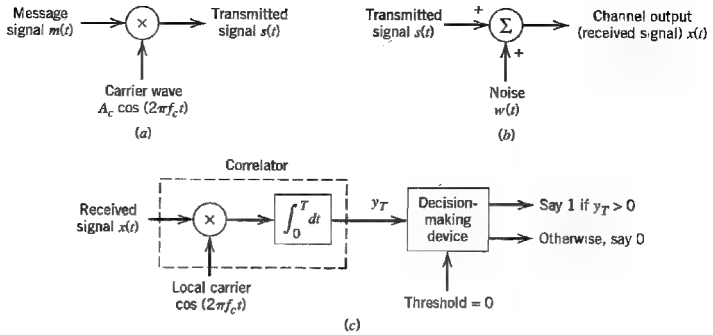 Message
signal m(t)
×
Transmitted
signal s(t)
Carrier wave
A_c cos (2πf_ct)
(a)
Transmitted
signal s(t)
+
Σ
+
Channel output
(received signal) x(t)
Noise
w(t)
(b)
Correlator
Received
signal x(t)
×
∫_0^T dt
y_T
Decision-
making
device
Say 1 if y_T > 0
Otherwise, say 0
Local carrier
cos (2πf_ct)
Threshold = 0
(c)